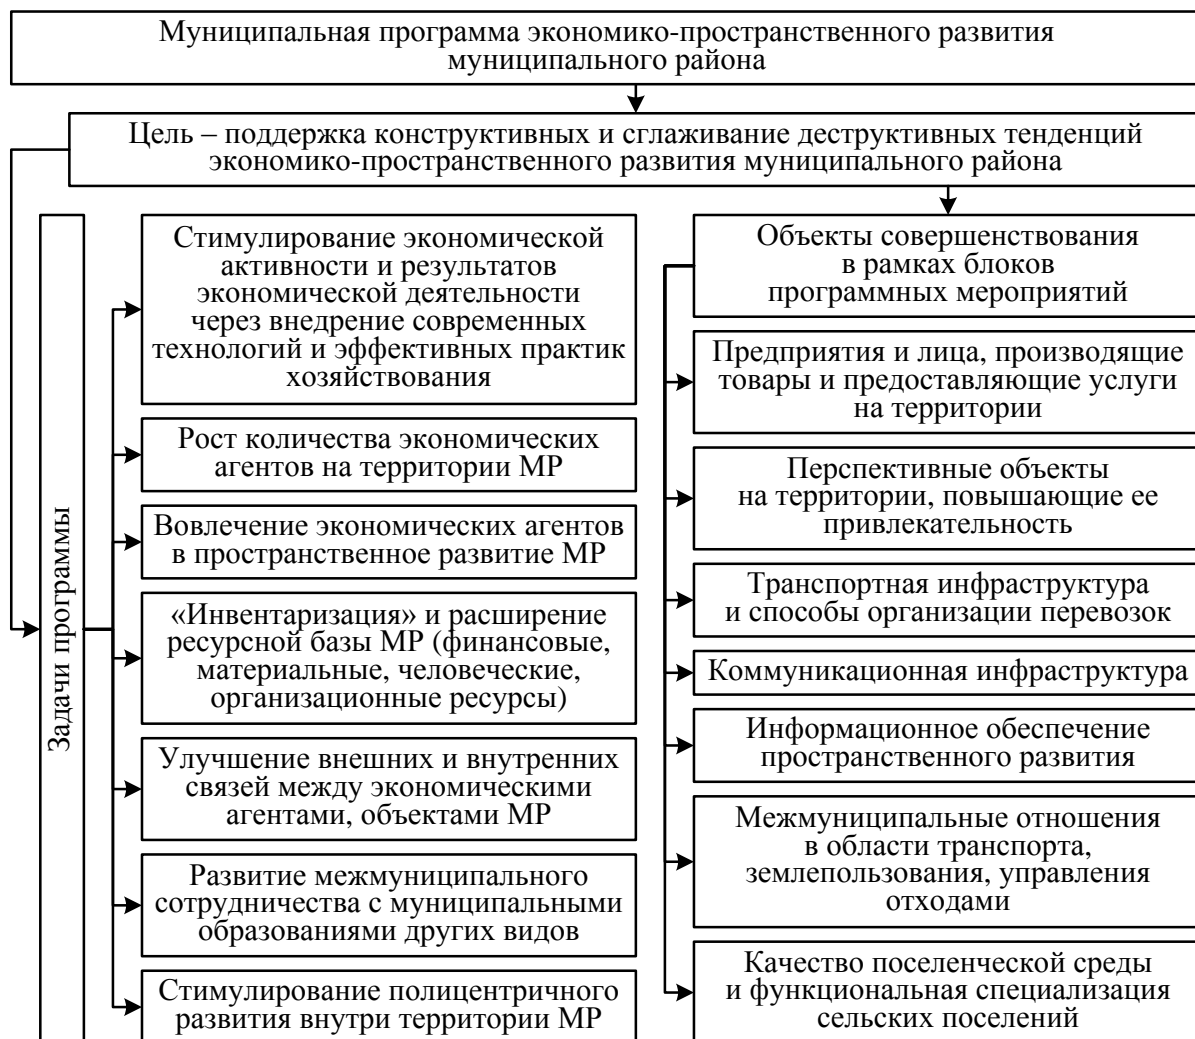 Муниципальная программа экономико-пространственного развития
муниципального района
Цель – поддержка конструктивных и сглаживание деструктивных тенденций
экономико-пространственного развития муниципального района
Задачи программы
Стимулирование экономической
активности и результатов
экономической деятельности
через внедрение современных
технологий и эффективных практик
хозяйствования
Рост количества экономических
агентов на территории МР
Вовлечение экономических агентов
в пространственное развитие МР
«Инвентаризация» и расширение
ресурсной базы МР (финансовые,
материальные, человеческие,
организационные ресурсы)
Улучшение внешних и внутренних
связей между экономическими
агентами, объектами МР
Развитие межмуниципального
сотрудничества с муниципальными
образованиями других видов
Стимулирование полицентричного
развития внутри территории МР
Объекты совершенствования
в рамках блоков
программных мероприятий
Предприятия и лица, производящие
товары и предоставляющие услуги
на территории
Перспективные объекты
на территории, повышающие ее
привлекательность
Транспортная инфраструктура
и способы организации перевозок
Коммуникационная инфраструктура
Информационное обеспечение
пространственного развития
Межмуниципальные отношения
в области транспорта,
землепользования, управления
отходами
Качество поселенческой среды
и функциональная специализация
сельских поселений